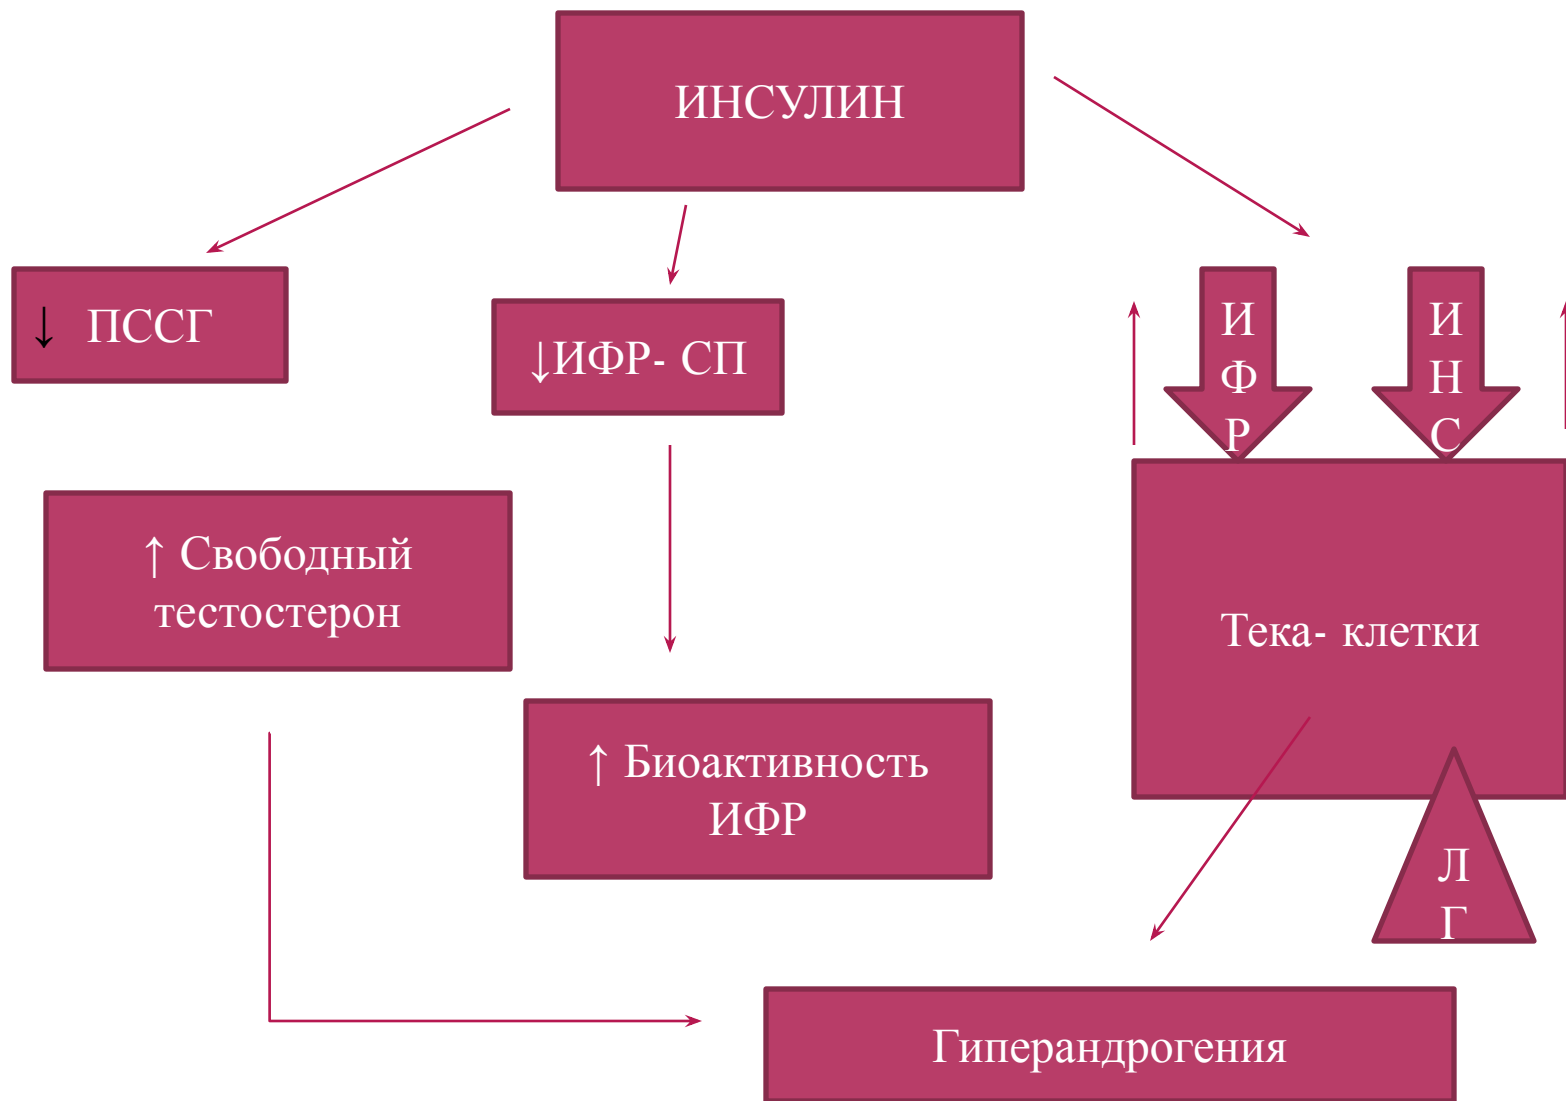 ИНСУЛИН
↓ ПССГ
↓ИФР- СП
И
Ф
Р
И
Н
С
↑ Свободный
тестостерон
Тека- клетки
↑ Биоактивность
ИФР
Л
Г
Гиперандрогения